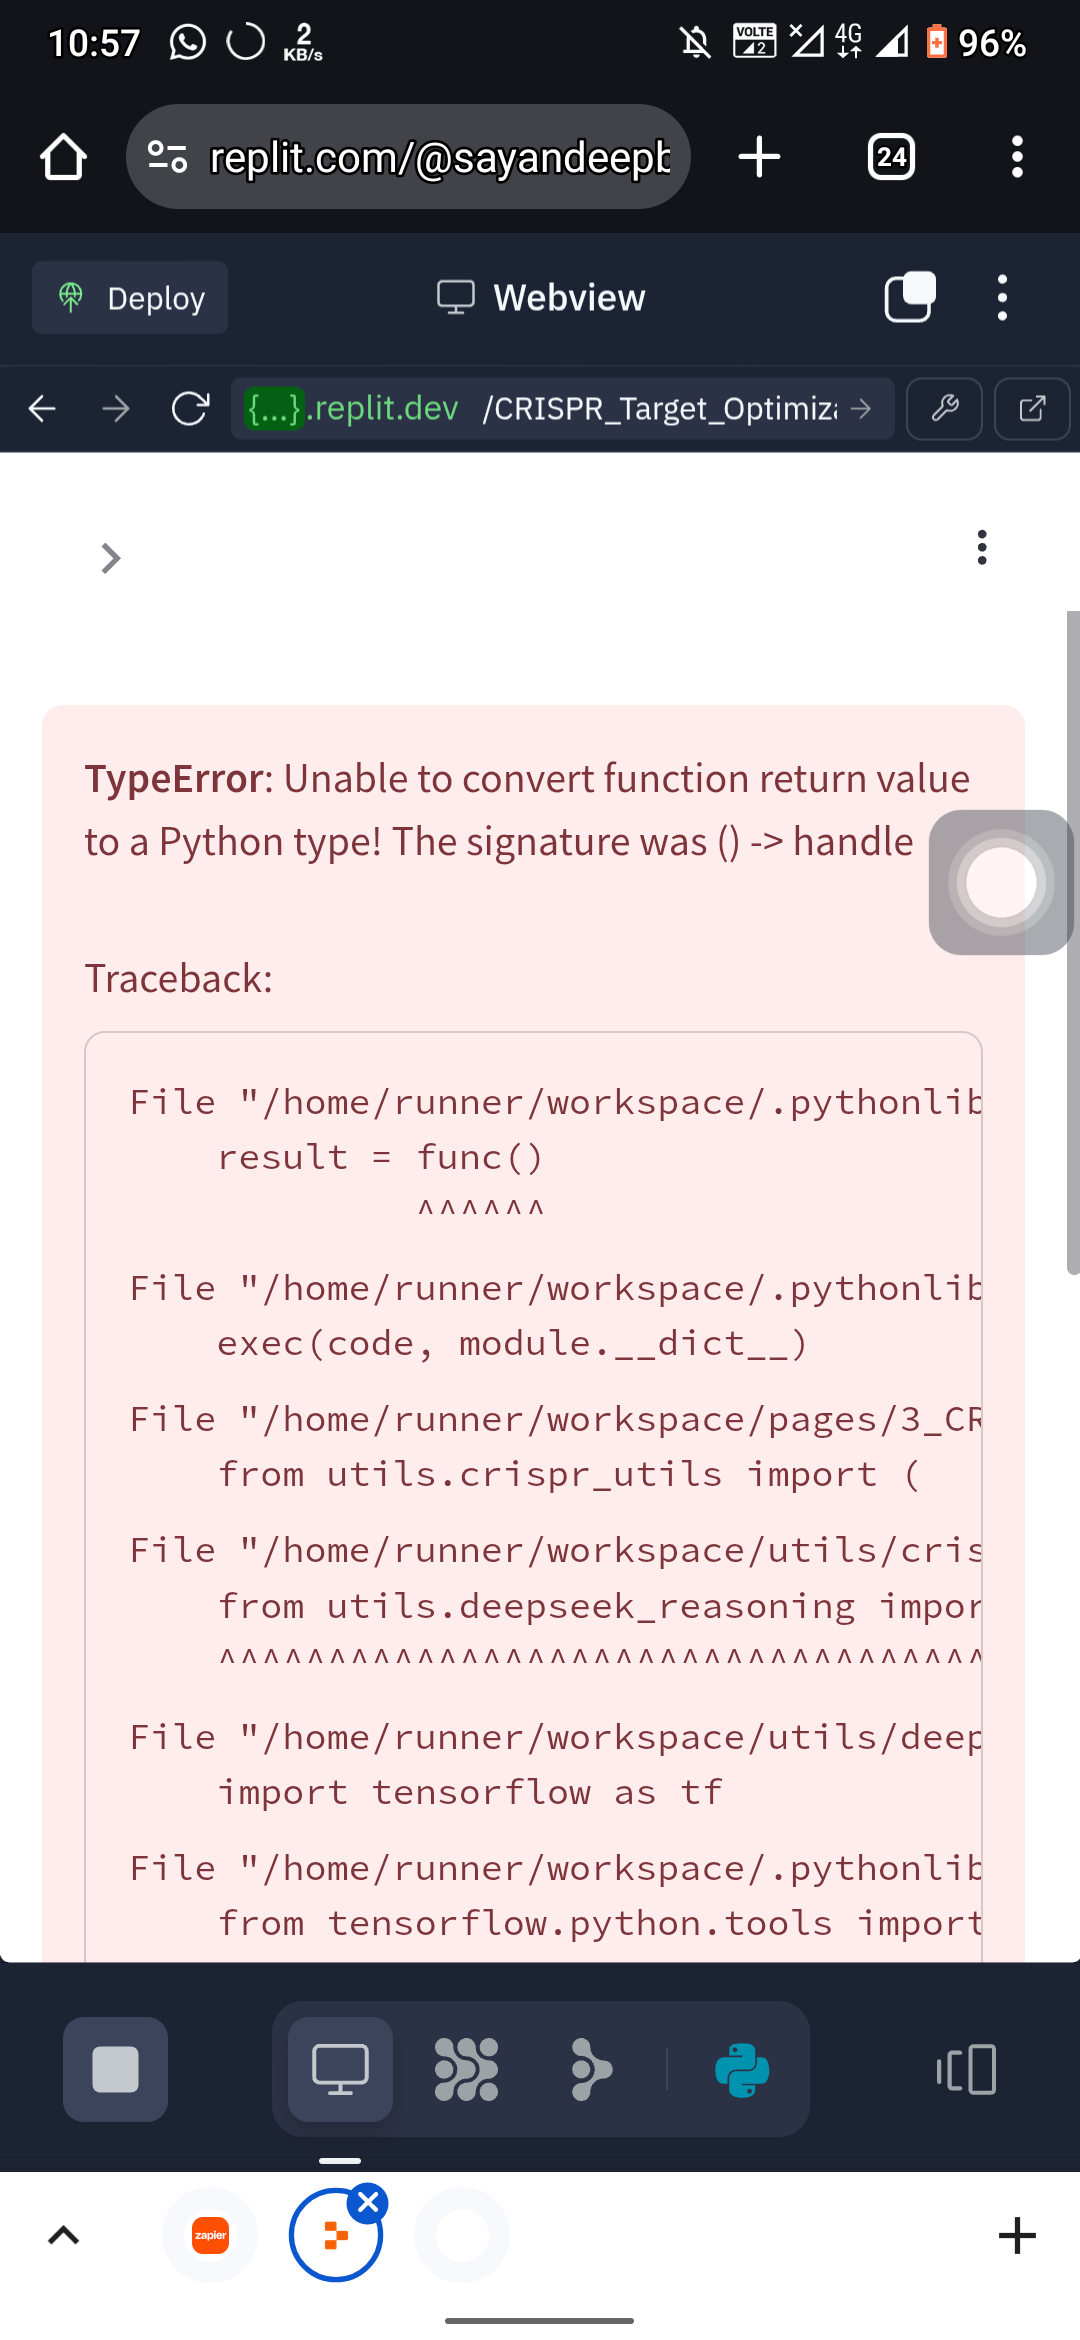 10:57 2 KB/s VOLTE 2 4G 96%
replit.com/@sayandeepb 24
Deploy Webview
{...}.replit.dev /CRISPR_Target_Optimiz
TypeError: Unable to convert function return value
to a Python type! The signature was () -> handle
Traceback:
File "/home/runner/workspace/.pythonlib
result = func()
^^^^^^
File "/home/runner/workspace/.pythonlib
exec(code, module.__dict__)
File "/home/runner/workspace/pages/3_CR
from utils.crispr_utils import (
File "/home/runner/workspace/utils/cris
from utils.deepseek_reasoning impor
^^^^^^^^^^^^^^^^^^^^^^^^^^^^^^^^^^^
File "/home/runner/workspace/utils/deep
import tensorflow as tf
File "/home/runner/workspace/.pythonlib
from tensorflow.python.tools import
zapier